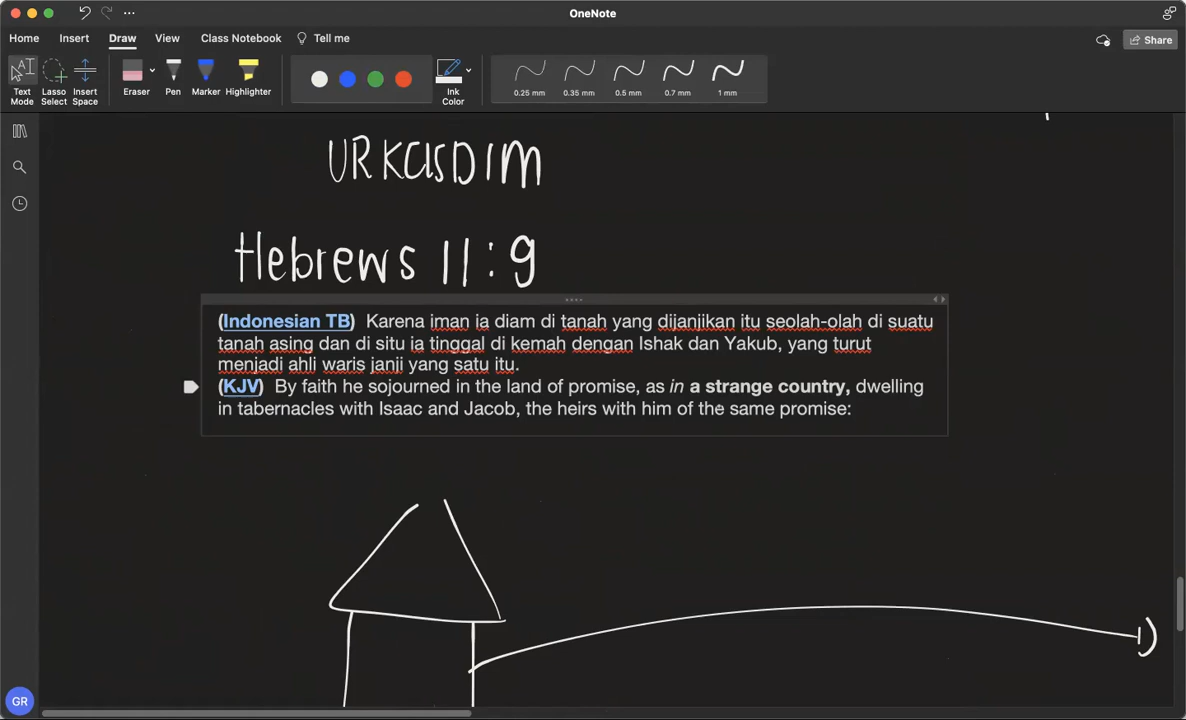 OneNote
Home Insert Draw View Class Notebook Tell me
Share
Text Mode
Lasso Select
Insert Space
Eraser
Pen
Marker
Highlighter
Ink Color
0.25 mm 0.35 mm 0.5 mm 0.7 mm 1 mm
URKASDIM
Hebrews 11:9
(Indonesian TB) Karena iman ia diam di tanah yang dijanjikan itu seolah-olah di suatu
tanah asing dan di situ ia tinggal di kemah dengan Ishak dan Yakub, yang turut
menjadi ahli waris janji yang satu itu.
(KJV) By faith he sojourned in the land of promise, as in a strange country, dwelling
in tabernacles with Isaac and Jacob, the heirs with him of the same promise:
GR